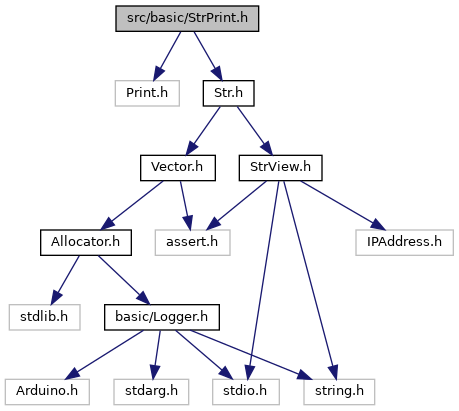 src/basic/StrPrint.h
Print.h
Str.h
Vector.h
StrView.h
Allocator.h
assert.h
IPAddress.h
stdlib.h
basic/Logger.h
Arduino.h
stdarg.h
stdio.h
string.h